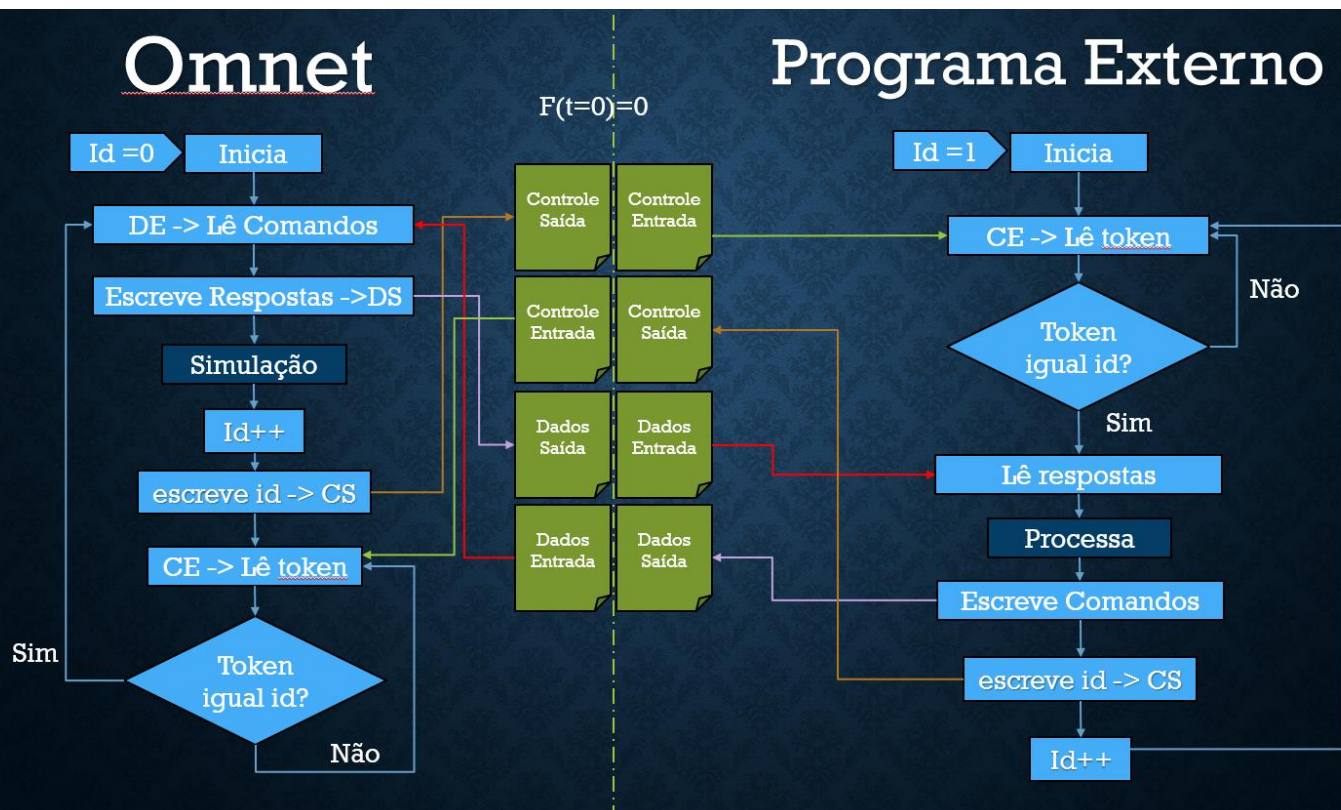 Omnet
Programa Externo
F(t=0)=0
Id =0
Inicia
DE -> Lê Comandos
Escreve Respostas ->DS
Simulação
Id++
escreve id -> CS
CE -> Lê token
Token
igual id?
Sim
Não
Controle
Saída
Controle
Entrada
Controle
Entrada
Controle
Saída
Dados
Saída
Dados
Entrada
Dados
Entrada
Dados
Saída
Id =1
Inicia
CE -> Lê token
Não
Token
igual id?
Sim
Lê respostas
Processa
Escreve Comandos
escreve id -> CS
Id++